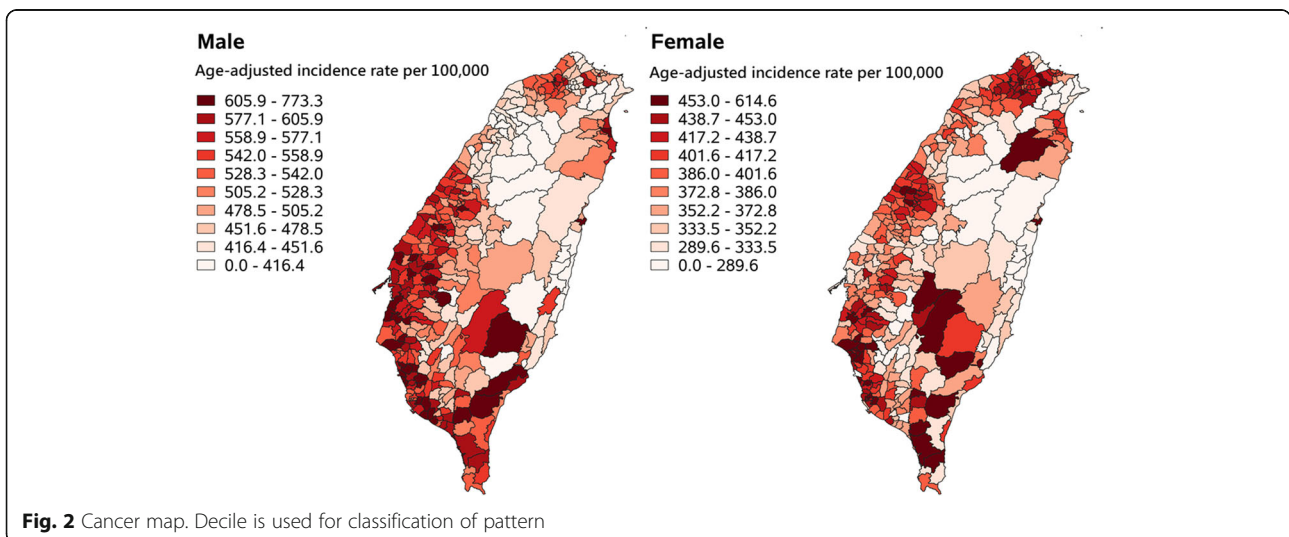 Male
Age-adjusted incidence rate per 100,000
605.9 - 773.3
577.1 - 605.9
558.9 - 577.1
542.0 - 558.9
528.3 - 542.0
505.2 - 528.3
478.5 - 505.2
451.6 - 478.5
416.4 - 451.6
0.0 - 416.4
Female
Age-adjusted incidence rate per 100,000
453.0 - 614.6
438.7 - 453.0
417.2 - 438.7
401.6 - 417.2
386.0 - 401.6
372.8 - 386.0
352.2 - 372.8
333.5 - 352.2
289.6 - 333.5
0.0 - 289.6
Fig. 2 Cancer map. Decile is used for classification of pattern